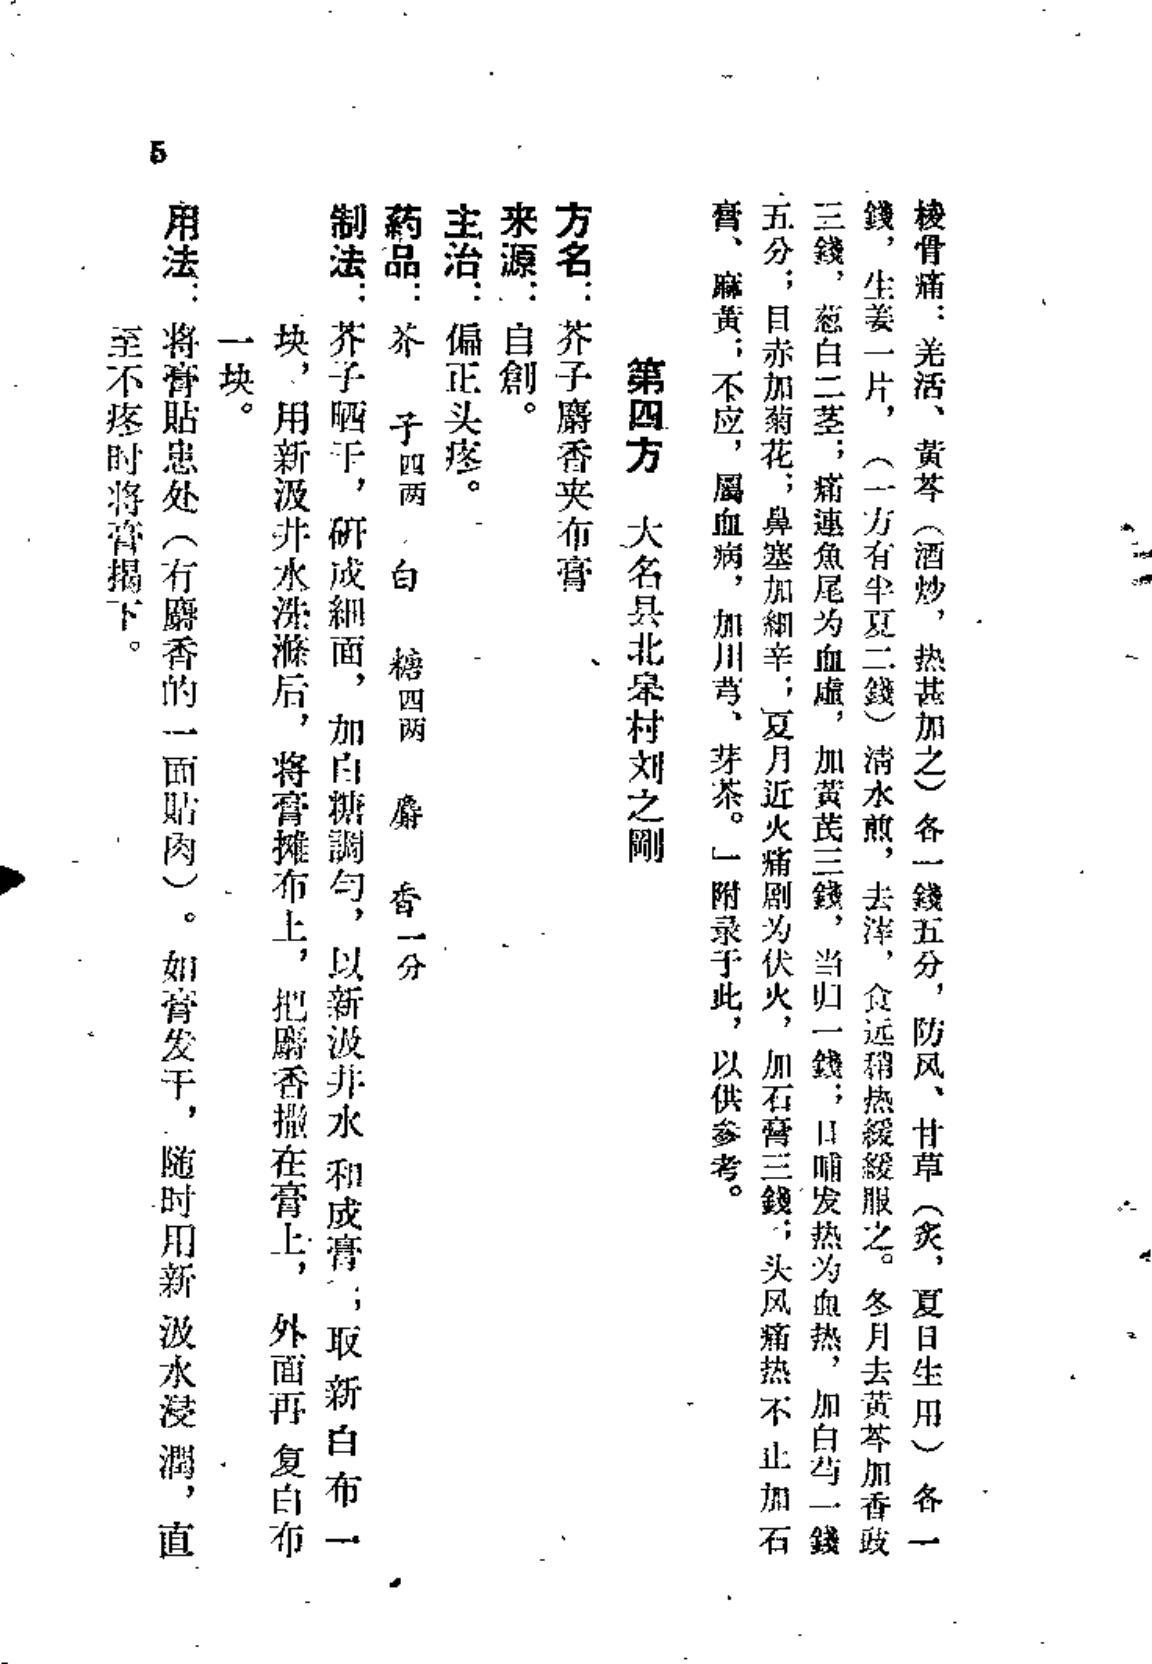 棱骨痛：羌活、黃芩（酒炒，热甚加之）各一錢五分，防风、甘草（炙，夏日生用）各一
錢，生姜一片，（一方有半夏二錢）清水煎，去滓，食远稍热緩緩服之。冬月去黄芩加香豉
三錢，葱白二茎；痛連魚尾为血虛，加黃芪三錢，当归一錢；日晡发热为血热，加白芍一錢
五分；目赤加菊花；鼻塞加細辛；夏月近火痛剧为伏火，加石膏三錢；头风痛热不止加石
膏、麻黃；不应，屬血病，加川芎、芽茶。」附录于此，以供参考。
第四方 大名县北皋村刘之剛
方名：芥子麝香夹布膏
来源：自創。
主治：偏正头疼。
葯品：芥子四两 白糖四两 麝香一分
制法：芥子晒干，研成細面，加白糖調匀，以新汲井水和成膏；取新白布一
块，用新汲井水洗滌后，将膏摊布上，把麝香撒在膏上，外面再复白布
一块。
用法：将膏貼患处（有麝香的一面貼肉）。如膏发干，随时用新汲水浸潤，直
至不疼时将膏揭下。
5